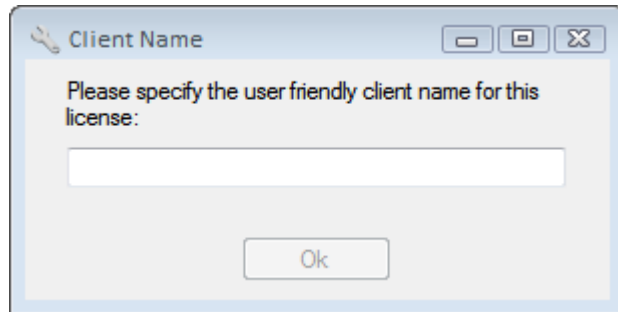 Client Name
Please specify the user friendly client name for this
license:
Ok